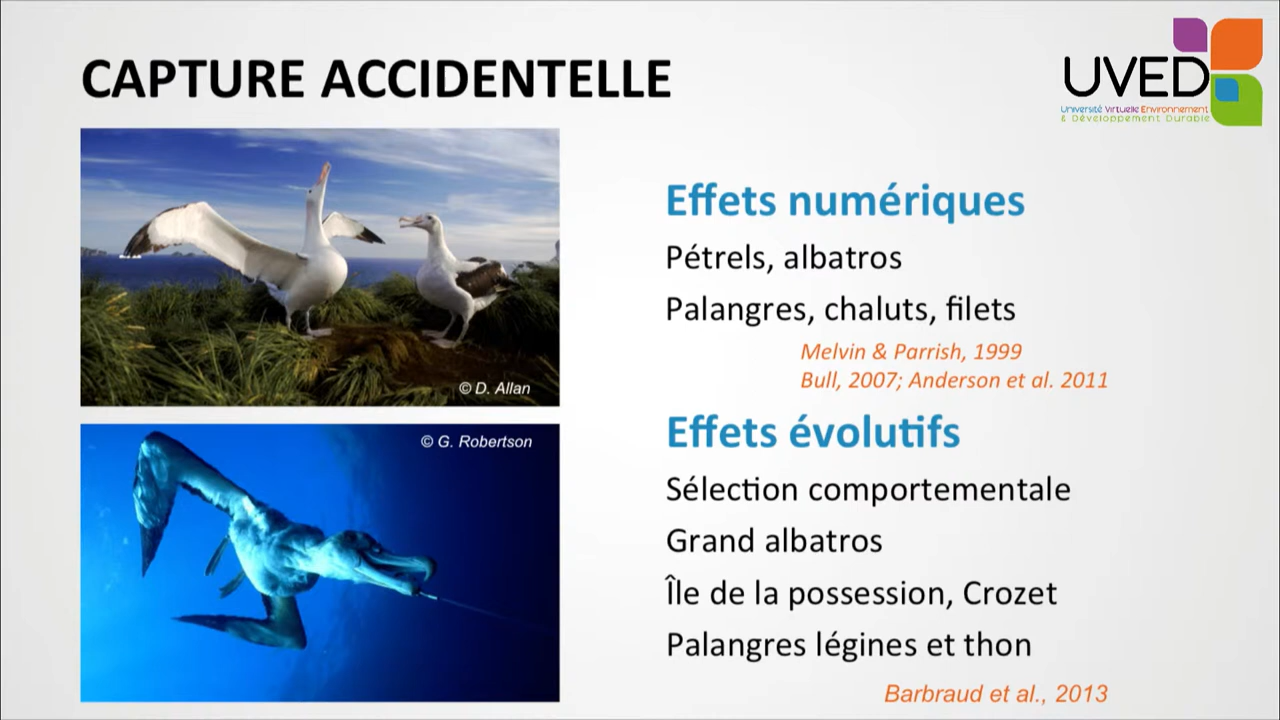 CAPTURE ACCIDENTELLE
UVED
Université Virtuelle Environnement
& Développement Durable
© D. Allan
© G. Robertson
Effets numériques
Pétrels, albatros
Palangres, chaluts, filets
Melvin & Parrish, 1999
Bull, 2007; Anderson et al. 2011
Effets évolutifs
Sélection comportementale
Grand albatros
Île de la possession, Crozet
Palangres légines et thon
Barbraud et al., 2013